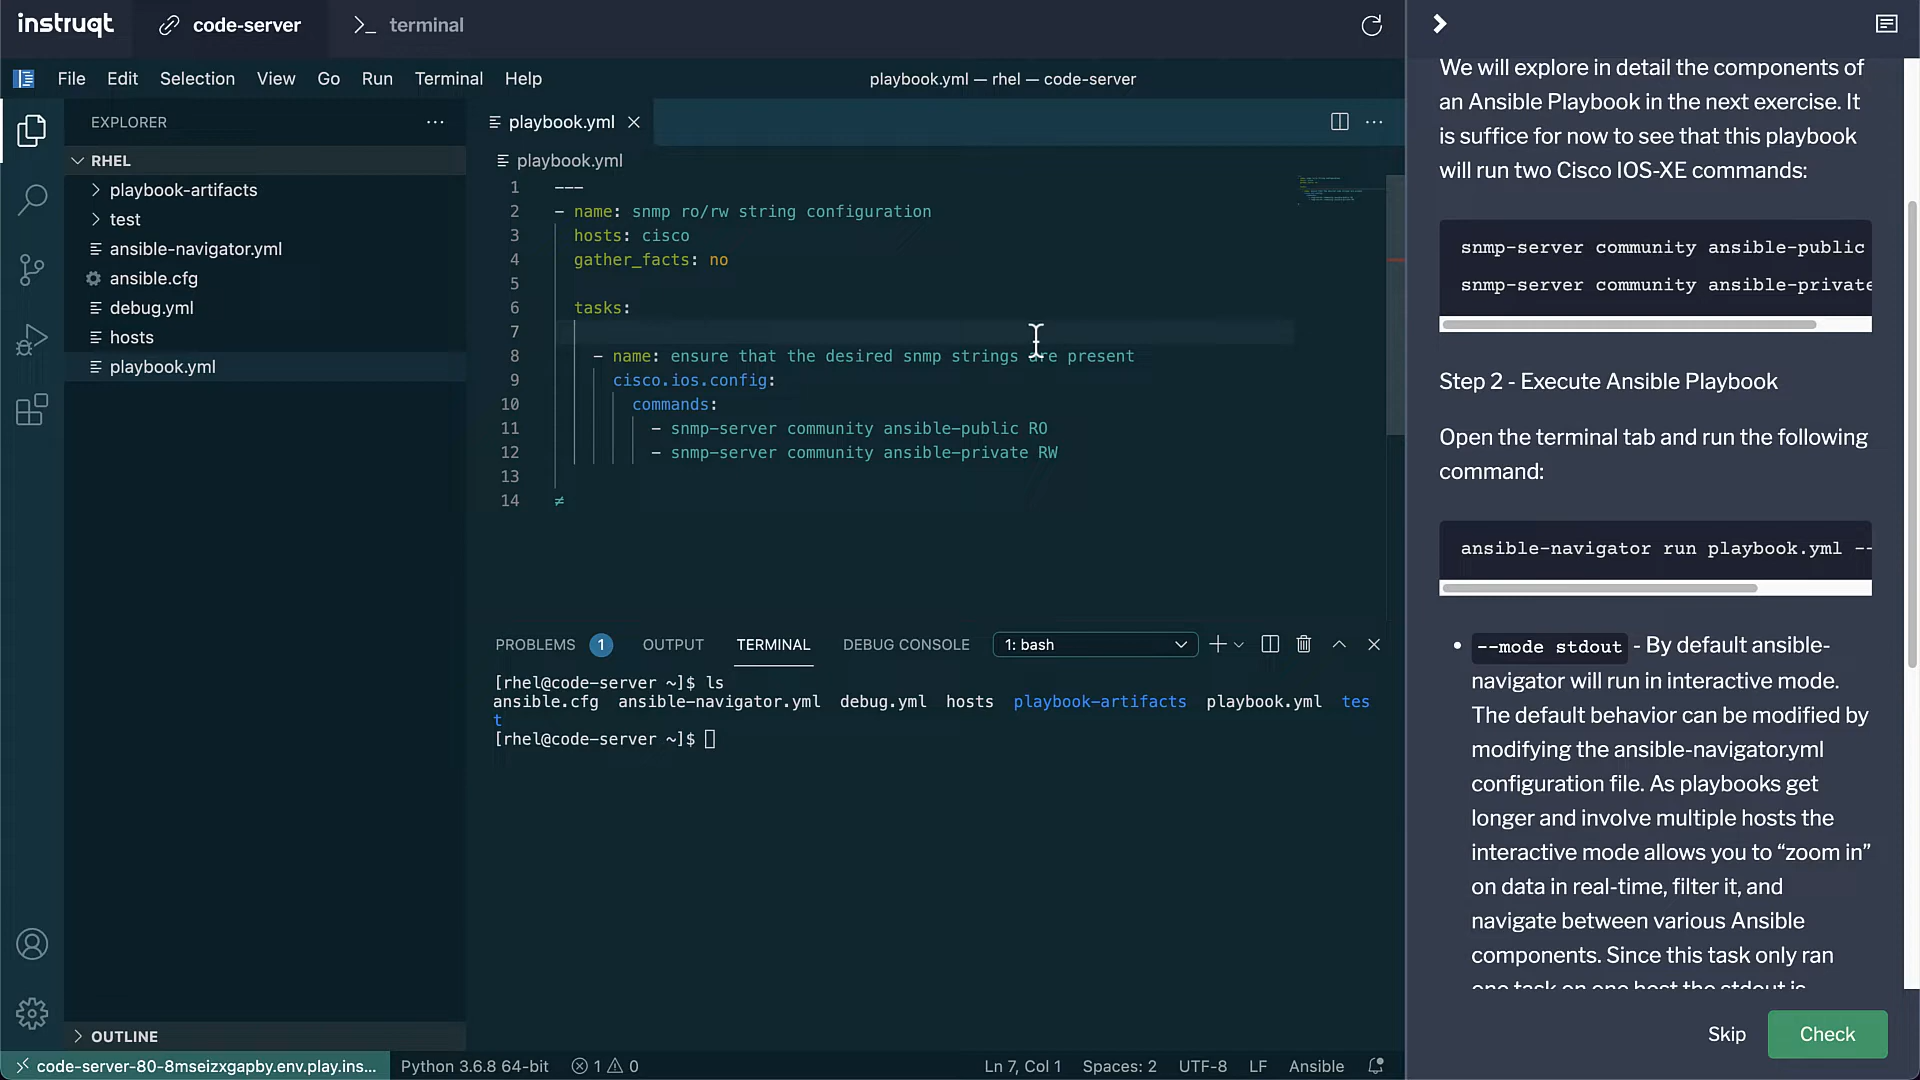 instruqt
code-server
>_ terminal
File Edit Selection View Go Run Terminal Help
playbook.yml — rhel — code-server
EXPLORER
RHEL
playbook-artifacts
test
ansible-navigator.yml
ansible.cfg
debug.yml
hosts
playbook.yml
OUTLINE
playbook.yml
playbook.yml
1 ---
2 - name: snmp ro/rw string configuration
3 hosts: cisco
4 gather_facts: no
5
6 tasks:
7
8 - name: ensure that the desired snmp strings are present
9 cisco.ios.config:
10 commands:
11 - snmp-server community ansible-public RO
12 - snmp-server community ansible-private RW
13
14 ≠
PROBLEMS 1 OUTPUT TERMINAL DEBUG CONSOLE 1: bash
[rhel@code-server ~]$ ls
ansible.cfg ansible-navigator.yml debug.yml hosts playbook-artifacts playbook.yml tes
t
[rhel@code-server ~]$
code-server-80-8mseizxgapby.env.play.ins... Python 3.6.8 64-bit 1 0 Ln 7, Col 1 Spaces: 2 UTF-8 LF Ansible
We will explore in detail the components of
an Ansible Playbook in the next exercise. It
is suffice for now to see that this playbook
will run two Cisco IOS-XE commands:
snmp-server community ansible-public
snmp-server community ansible-private
Step 2 - Execute Ansible Playbook
Open the terminal tab and run the following
command:
ansible-navigator run playbook.yml --
• --mode stdout - By default ansible-
navigator will run in interactive mode.
The default behavior can be modified by
modifying the ansible-navigator.yml
configuration file. As playbooks get
longer and involve multiple hosts the
interactive mode allows you to “zoom in”
on data in real-time, filter it, and
navigate between various Ansible
components. Since this task only ran
one task on one host the stdout is
Skip Check